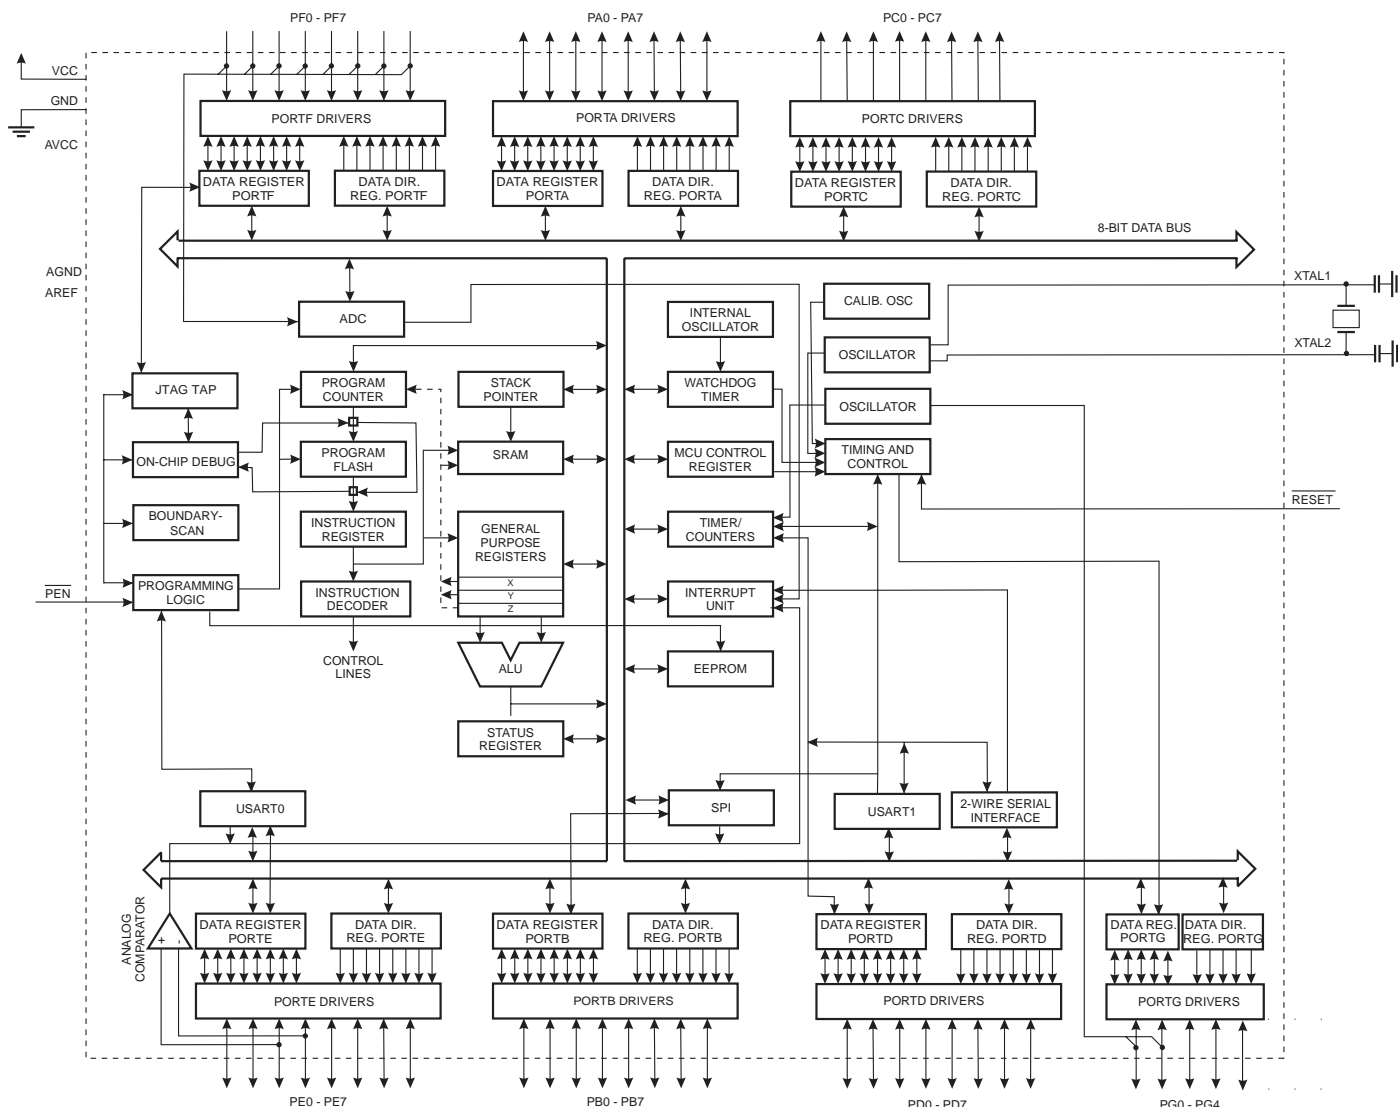 PF0 - PF7
PA0 - PA7
PC0 - PC7
VCC
GND
AVCC
PORTF DRIVERS
PORTA DRIVERS
PORTC DRIVERS
DATA REGISTER
PORTF
DATA DIR.
REG. PORTF
DATA REGISTER
PORTA
DATA DIR.
REG. PORTA
DATA REGISTER
PORTC
DATA DIR.
REG. PORTC
8-BIT DATA BUS
AGND
AREF
XTAL1
XTAL2
ADC
INTERNAL
OSCILLATOR
CALIB. OSC
OSCILLATOR
JTAG TAP
PROGRAM
COUNTER
STACK
POINTER
WATCHDOG
TIMER
OSCILLATOR
ON-CHIP DEBUG
PROGRAM
FLASH
SRAM
MCU CONTROL
REGISTER
TIMING AND
CONTROL
RESET
BOUNDARY-
SCAN
INSTRUCTION
REGISTER
GENERAL
PURPOSE
REGISTERS
X
Y
Z
TIMER/
COUNTERS
PEN
PROGRAMMING
LOGIC
INSTRUCTION
DECODER
INTERRUPT
UNIT
CONTROL
LINES
ALU
EEPROM
STATUS
REGISTER
USART0
SPI
USART1
2-WIRE SERIAL
INTERFACE
ANALOG
COMPARATOR
+
-
DATA REGISTER
PORTE
DATA DIR.
REG. PORTE
DATA REGISTER
PORTB
DATA DIR.
REG. PORTB
DATA REGISTER
PORTD
DATA DIR.
REG. PORTD
DATA REG.
PORTG
DATA DIR.
REG. PORTG
PORTE DRIVERS
PORTB DRIVERS
PORTD DRIVERS
PORTG DRIVERS
PE0 - PE7
PB0 - PB7
PD0 - PD7
PG0 - PG4